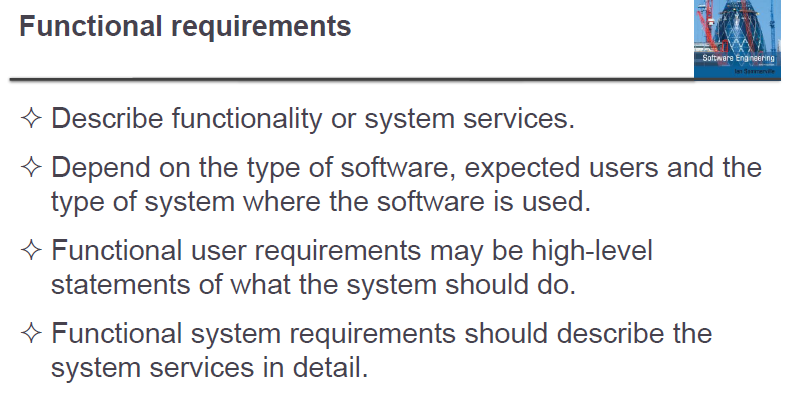 Functional requirements
Software Engineering
Ian Sommerville
✧ Describe functionality or system services.
✧ Depend on the type of software, expected users and the
type of system where the software is used.
✧ Functional user requirements may be high-level
statements of what the system should do.
✧ Functional system requirements should describe the
system services in detail.